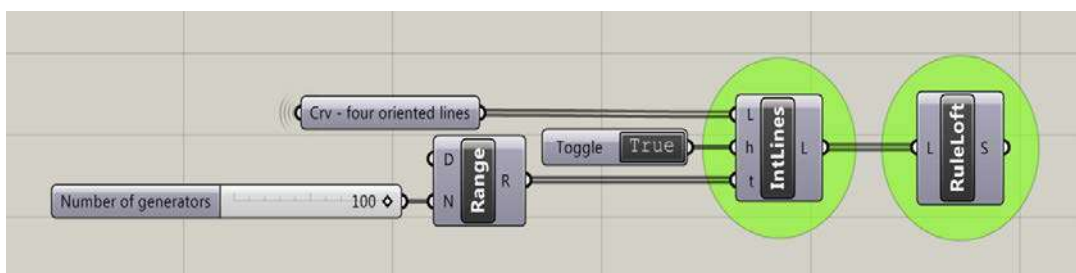 Crv - four oriented lines
Number of generators 100
D
N
Range
R
Toggle True
L
h
t
IntLines
L
L
RuleLoft
S